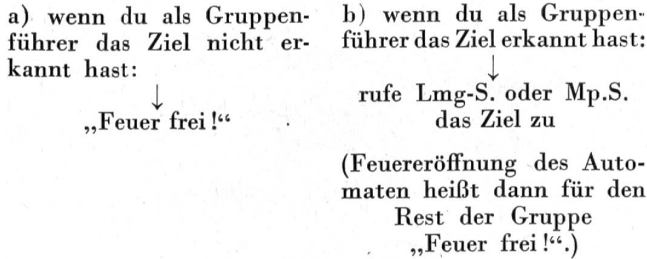 a) wenn du als Gruppen-
führer das Ziel nicht er-
kannt hast:
↓
„Feuer frei!“
b) wenn du als Gruppen-
führer das Ziel erkannt hast:
↓
rufe Lmg-S. oder Mp.S.
das Ziel zu
(Feuereröffnung des Auto-
maten heißt dann für den
Rest der Gruppe
„Feuer frei!“.)